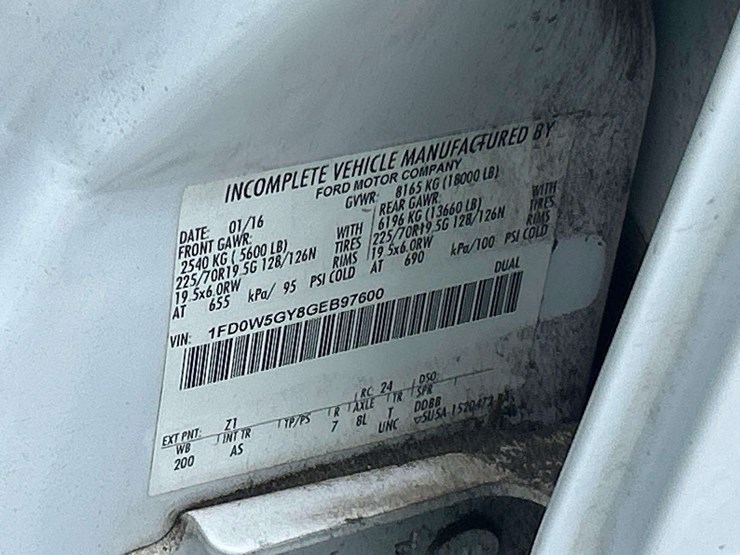 INCOMPLETE VEHICLE MANUFACTURED BY
FORD MOTOR COMPANY
DATE: 01/16 GVWR: 8165 KG (18000 LB)
FRONT GAWR: REAR GAWR:
2540 KG ( 5600 LB) WITH 6196 KG (13660 LB) WITH
225/70R19.5G 128/126N TIRES 225/70R19.5G 128/126N TIRES
19.5x6.0RW RIMS 19.5x6.0RW RIMS
AT 655 kPa/ 95 PSI COLD AT 690 kPa/100 PSI COLD
VIN: 1FD0W5GY8GEB97600 DUAL
EXT PNT: Z1 RC: 24 DSO:
WB INT TR TP/PS R AXLE TR SPR
200 AS 7 8L T DDBB
UNC